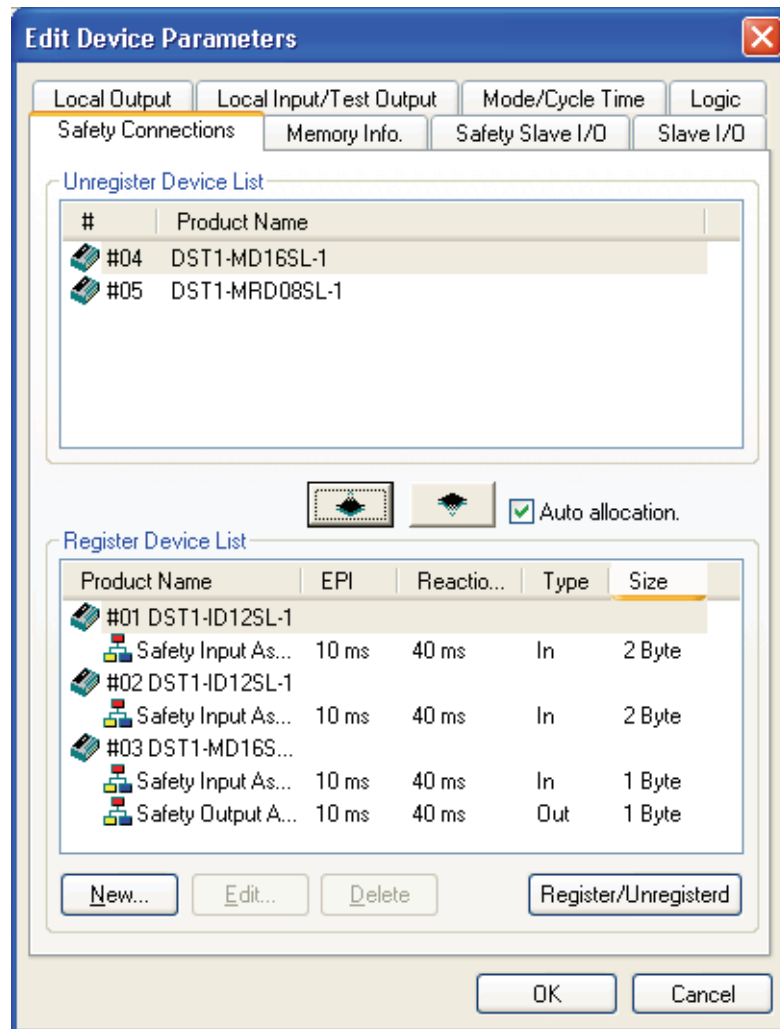 Edit Device Parameters
Local Output Local Input/Test Output Mode/Cycle Time Logic
Safety Connections Memory Info. Safety Slave I/O Slave I/O
Unregister Device List
# Product Name
#04 DST1-MD16SL-1
#05 DST1-MRD08SL-1
Auto allocation.
Register Device List
Product Name EPI Reactio... Type Size
#01 DST1-ID12SL-1
Safety Input As... 10 ms 40 ms In 2 Byte
#02 DST1-ID12SL-1
Safety Input As... 10 ms 40 ms In 2 Byte
#03 DST1-MD16S...
Safety Input As... 10 ms 40 ms In 1 Byte
Safety Output A... 10 ms 40 ms Out 1 Byte
New... Edit... Delete Register/Unregisterd
OK Cancel